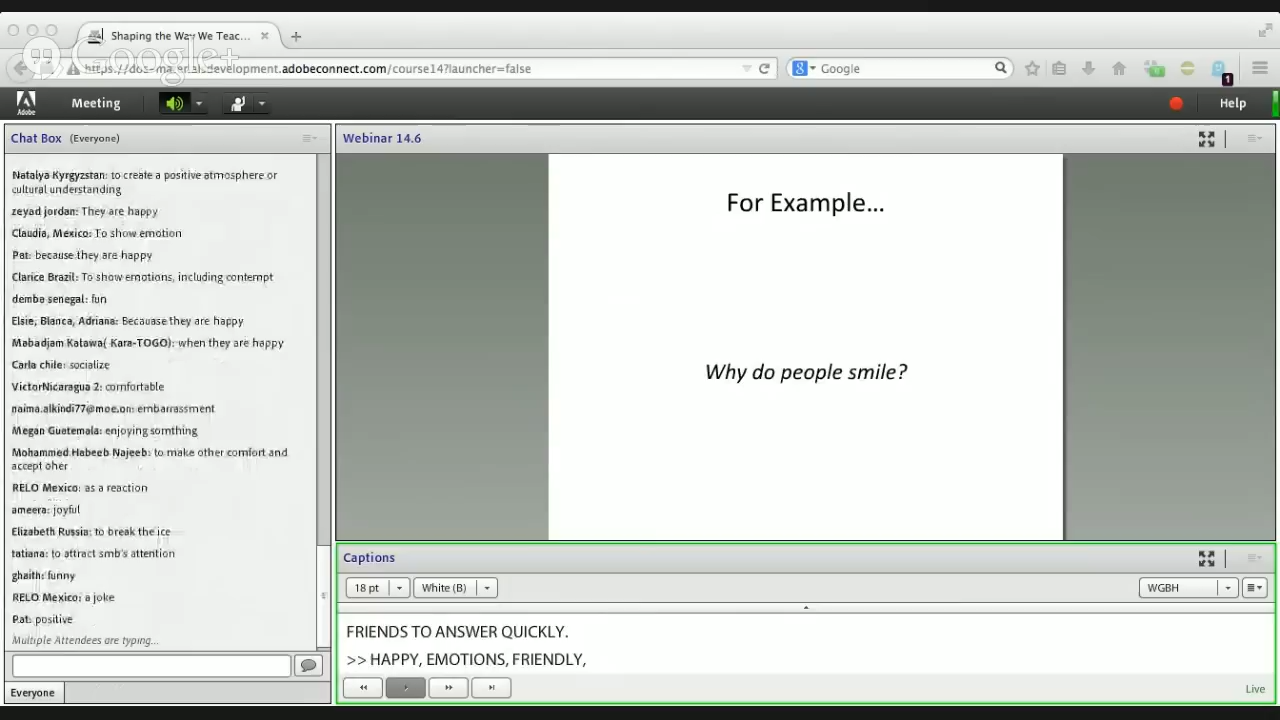 Shaping the Way We Teac...
Google+
https://dos-materialsdevelopment.adobeconnect.com/course14?launcher=false
Google
1
Adobe
Meeting
Help
Chat Box (Everyone)
Natalya Kyrgyzstan: to create a positive atmosphere or
cultural understanding
zeyad jordan: They are happy
Claudia, Mexico: To show emotion
Pat: because they are happy
Clarice Brazil: To show emotions, including contempt
demba senegal: fun
Elsie, Blanca, Adriana: Because they are happy
Mabadjam Kalawa( Kara-TOGO): when they are happy
Carla chile: socialize
VictorNicaragua 2: comfortable
naima.alkindi77@moe.om: embarrassment
Megan Guatemala: enjoying somthing
Mohammed Habeeb Najeeb: to make other comfort and
accept oher
RELO Mexico: as a reaction
ameera: joyful
Elizabeth Russia: to break the ice
tatiana: to attract smb's attention
ghaith: funny
RELO Mexico: a joke
Pat: positive
Multiple Attendees are typing...
Everyone
Webinar 14.6
For Example...
Why do people smile?
Captions
18 pt
White (B)
WGBH
FRIENDS TO ANSWER QUICKLY.
>> HAPPY, EMOTIONS, FRIENDLY,
Live